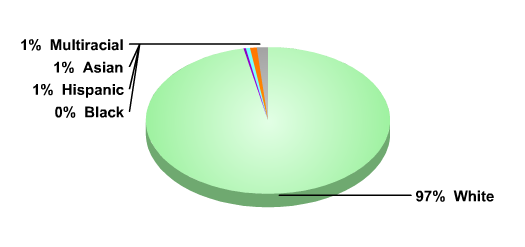 1% Multiracial
1% Asian
1% Hispanic
0% Black
97% White